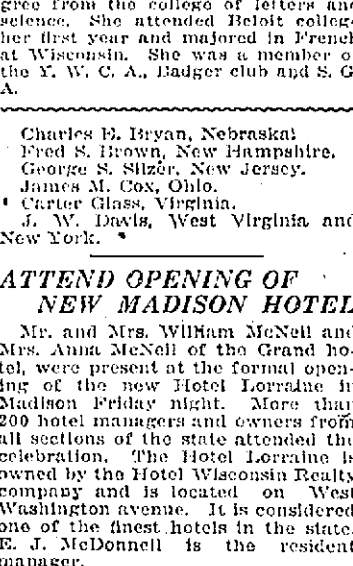 gree from the college of letters and
science. She attended Beloit colleg
her first year and majored in French
at Wisconsin. She was a member o
the Y. W. C. A., Badger club and S. G
A.
Charles H. Bryan, Nebraska;
Fred S. Brown, New Hampshire.
George S. Silzer, New Jersey.
James M. Cox, Ohio.
Carter Glass, Virginia.
J. W. Davis, West Virginia and
New York.
ATTEND OPENING OF
NEW MADISON HOTEL
Mr. and Mrs. William McNeil and
Mrs. Anna McNeil of the Grand ho-
tel, were present at the formal open-
ing of the new Hotel Lorraine in
Madison Friday night. More than
200 hotel managers and owners from
all sections of the state attended the
celebration. The Hotel Lorraine is
owned by the Hotel Wisconsin Realty
company and is located on West
Washington avenue. It is considered
one of the finest hotels in the state.
E. J. McDonnell is the resident
manager.